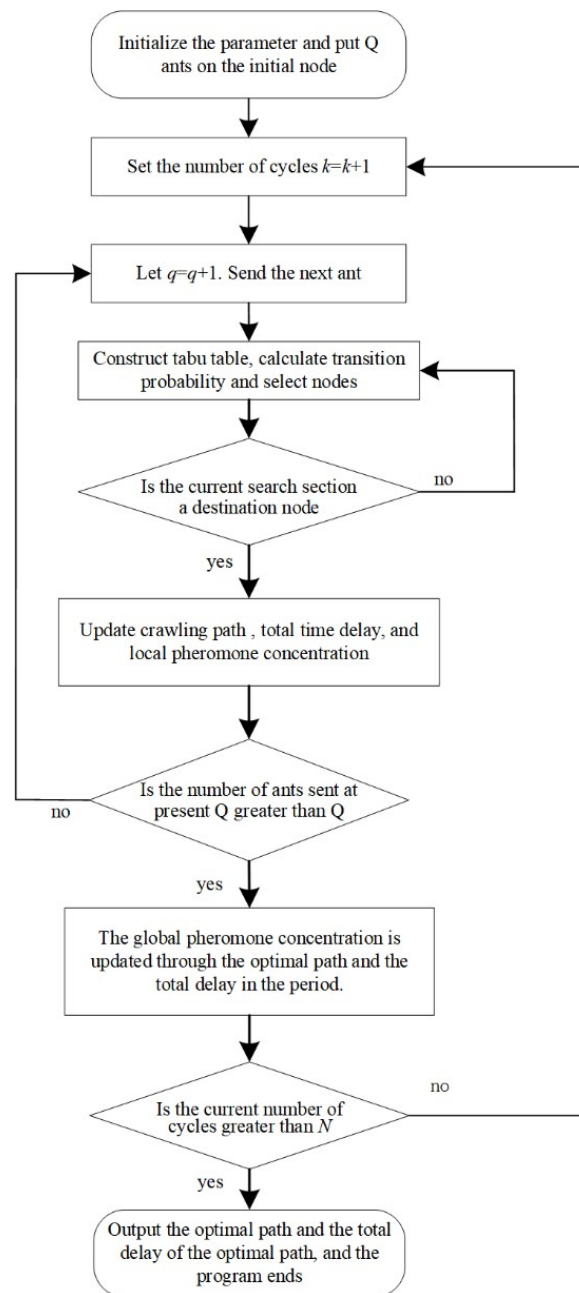 Initialize the parameter and put Q
ants on the initial node
Set the number of cycles k=k+1
Let q=q+1. Send the next ant
Construct tabu table, calculate transition
probability and select nodes
Is the current search section
a destination node
no
yes
Update crawling path , total time delay, and
local pheromone concentration
Is the number of ants sent at
present Q greater than Q
no
yes
The global pheromone concentration is
updated through the optimal path and the
total delay in the period.
Is the current number of
cycles greater than N
no
yes
Output the optimal path and the total
delay of the optimal path, and the
program ends